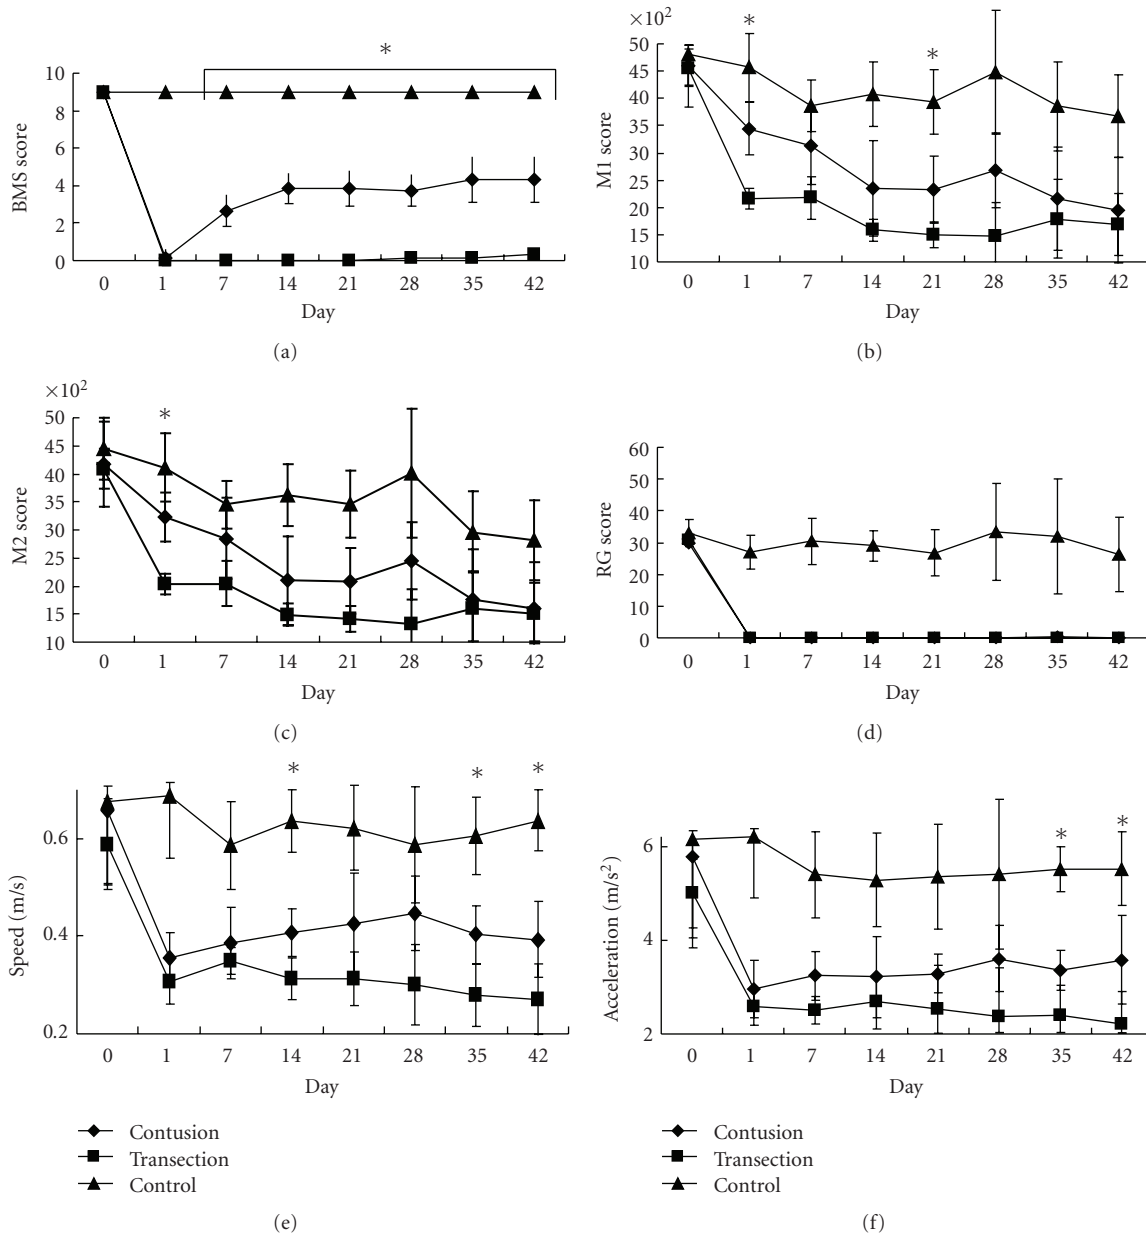 *
10
8
6
4
2
0
BMS score
0 1 7 14 21 28 35 42
Day
(a)
×10²
* *
50
45
40
35
30
25
20
15
10
M1 score
0 1 7 14 21 28 35 42
Day
(b)
×10²
*
50
45
40
35
30
25
20
15
10
M2 score
0 1 7 14 21 28 35 42
Day
(c)
60
50
40
30
20
10
0
RG score
0 1 7 14 21 28 35 42
Day
(d)
* * *
0.6
0.4
0.2
Speed (m/s)
0 1 7 14 21 28 35 42
Day
Contusion
Transection
Control
(e)
* *
6
4
2
Acceleration (m/s²)
0 1 7 14 21 28 35 42
Day
Contusion
Transection
Control
(f)